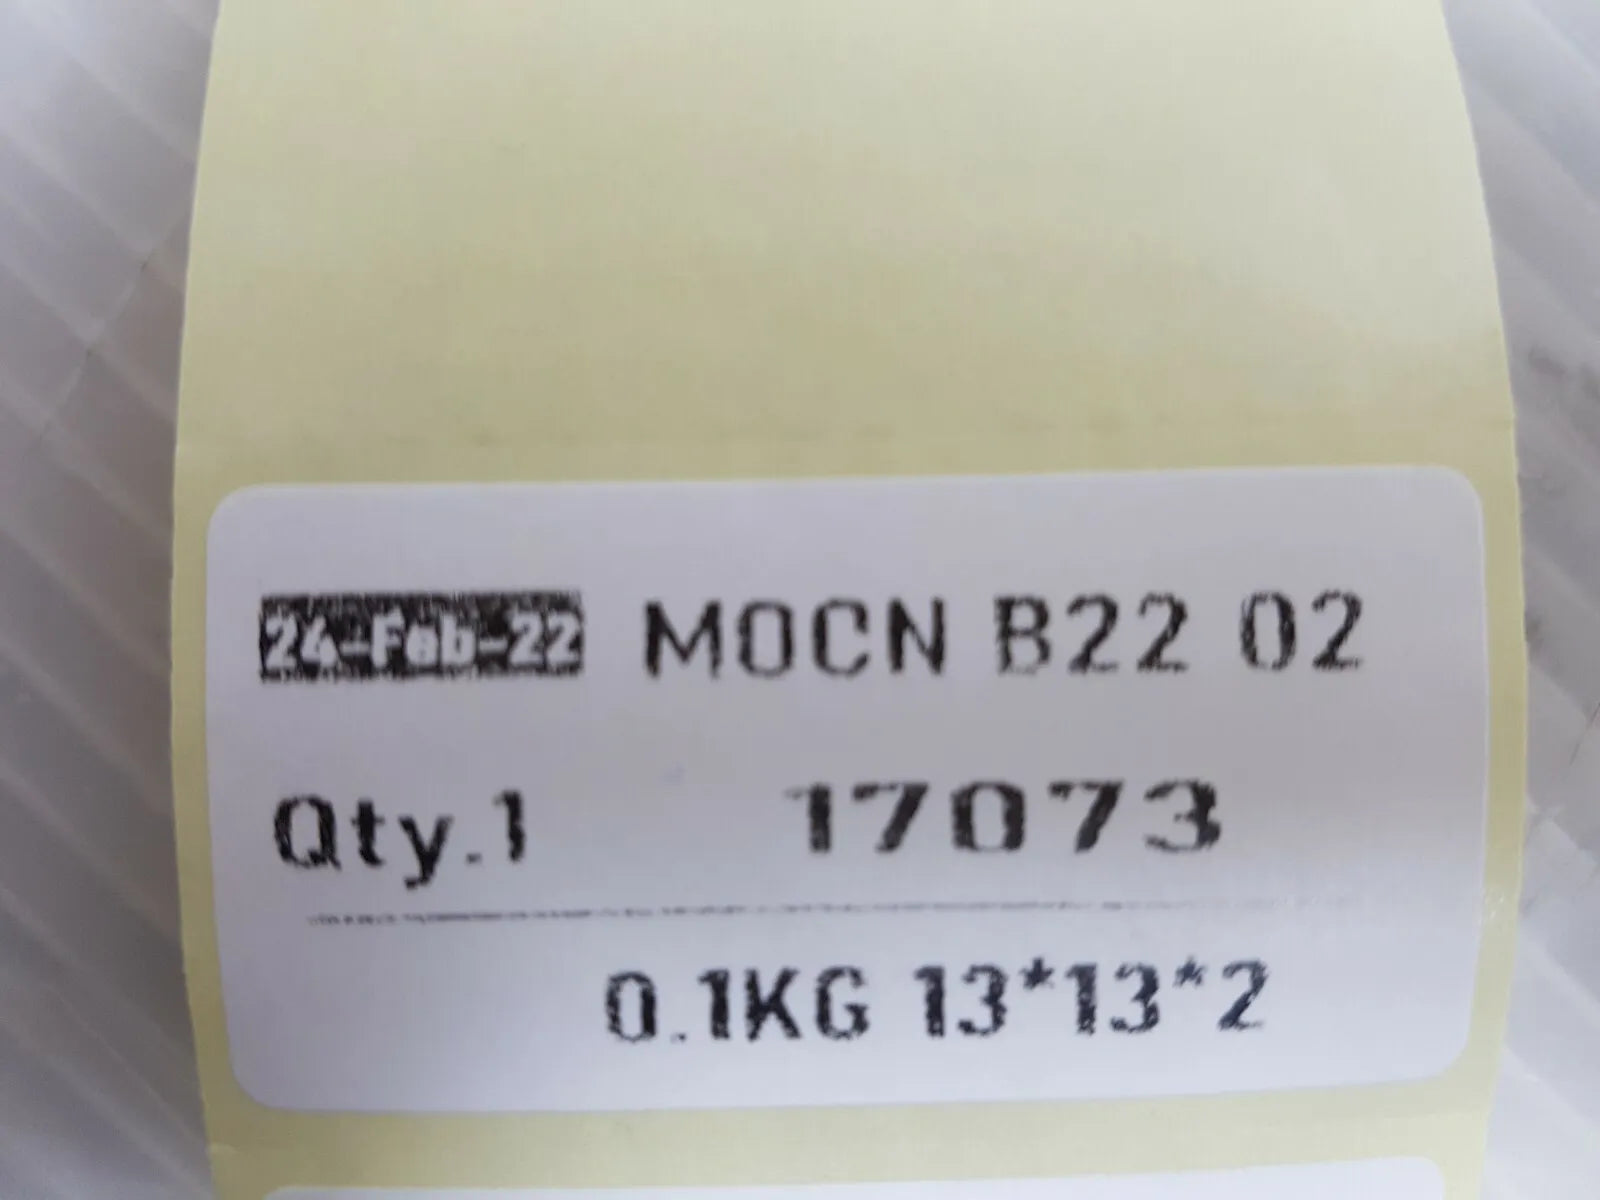 24-Feb-22 MOCN B22 02
Qty.1 17073
0.1KG 13*13*2